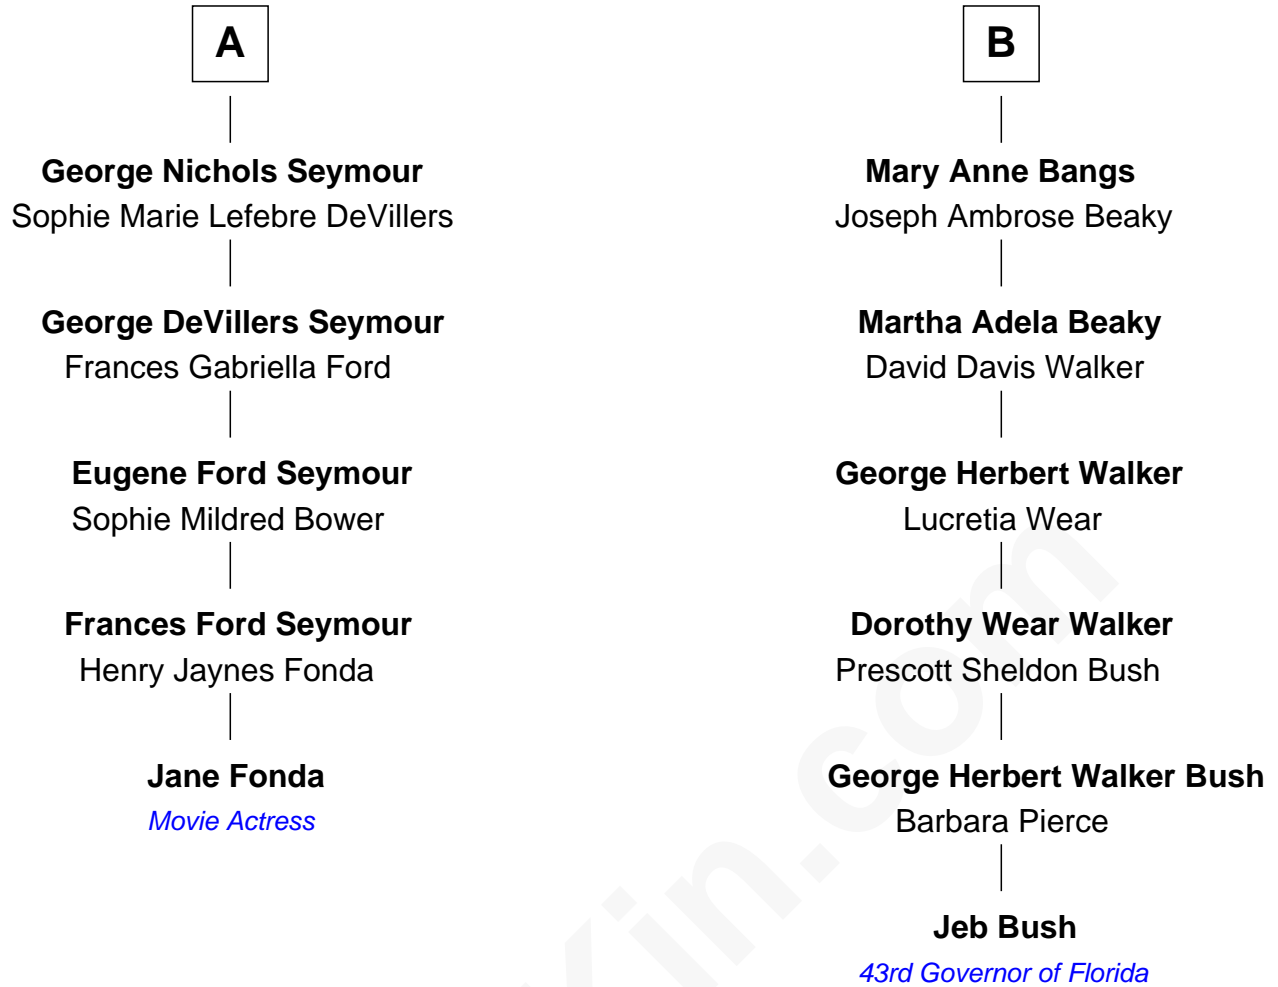 A
George Nichols Seymour
Sophie Marie Lefebre DeVillers
George DeVillers Seymour
Frances Gabriella Ford
Eugene Ford Seymour
Sophie Mildred Bower
Frances Ford Seymour
Henry Jaynes Fonda
Jane Fonda
Movie Actress
B
Mary Anne Bangs
Joseph Ambrose Beaky
Martha Adela Beaky
David Davis Walker
George Herbert Walker
Lucretia Wear
Dorothy Wear Walker
Prescott Sheldon Bush
George Herbert Walker Bush
Barbara Pierce
Jeb Bush
43rd Governor of Florida